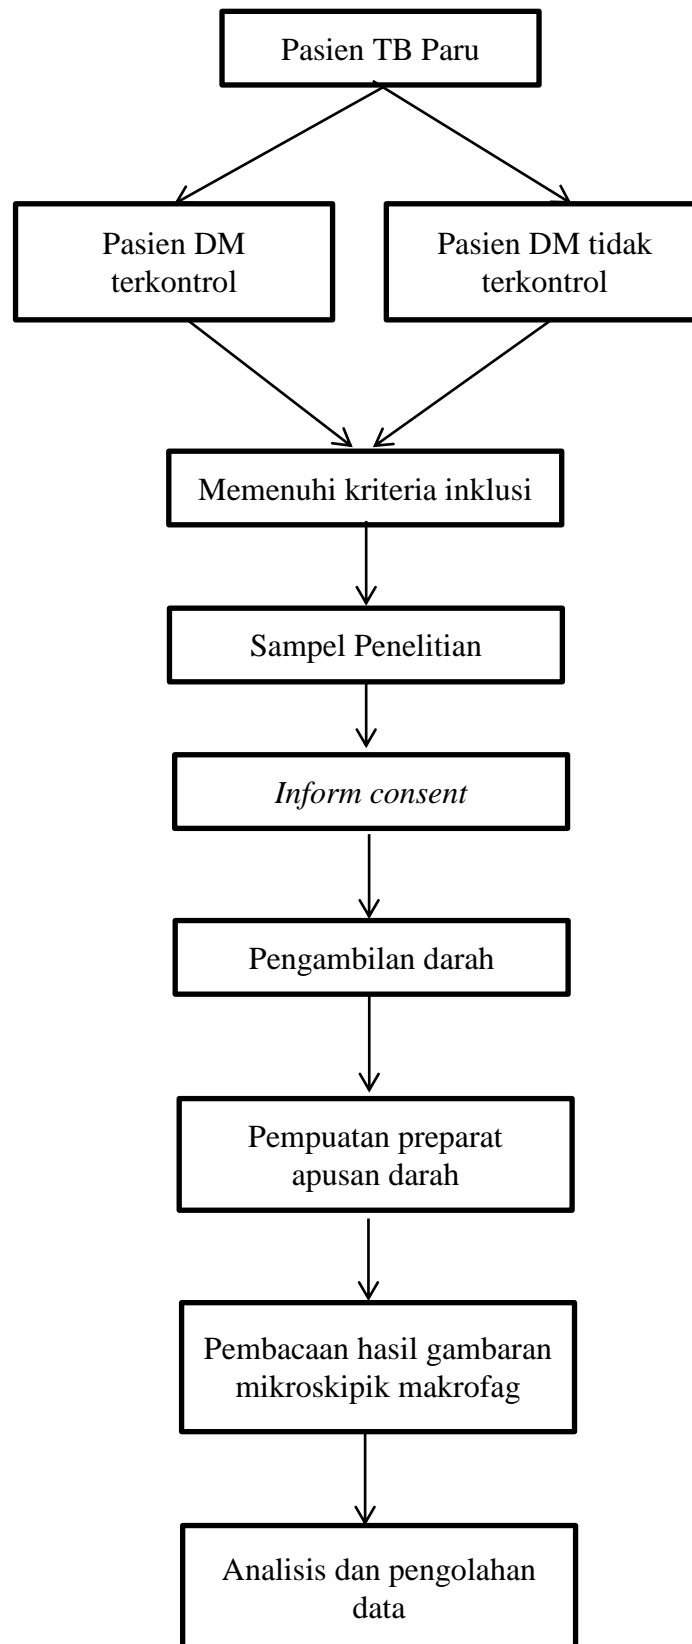 Pasien TB Paru
Pasien DM
terkontrol
Pasien DM tidak
terkontrol
Memenuhi kriteria inklusi
Sampel Penelitian
Inform consent
Pengambilan darah
Pempuatan preparat
apusan darah
Pembacaan hasil gambaran
mikroskipik makrofag
Analisis dan pengolahan
data